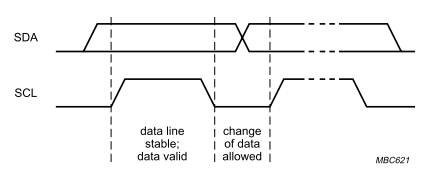 SDA
SCL
data line
stable;
data valid
change
of data
allowed
MBC621